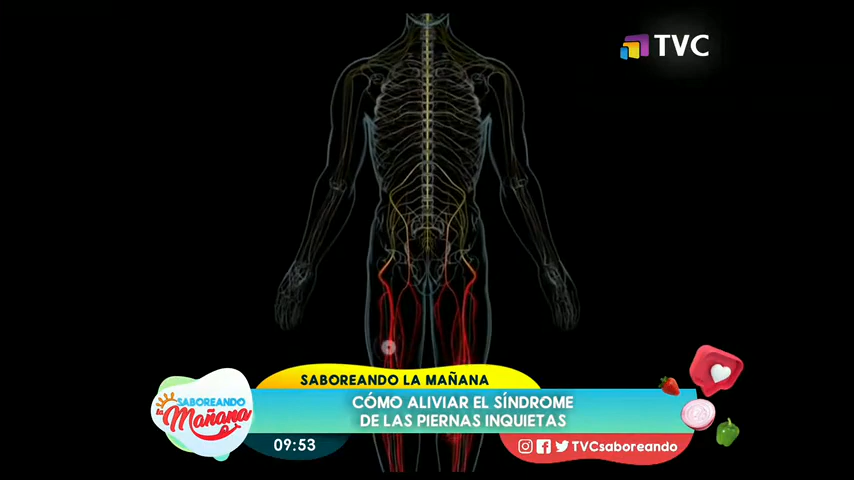 TVC
SABOREANDO LA MAÑANA
SABOREANDO
LA Mañana
CÓMO ALIVIAR EL SÍNDROME
DE LAS PIERNAS INQUIETAS
09:53
TVCsaboreando